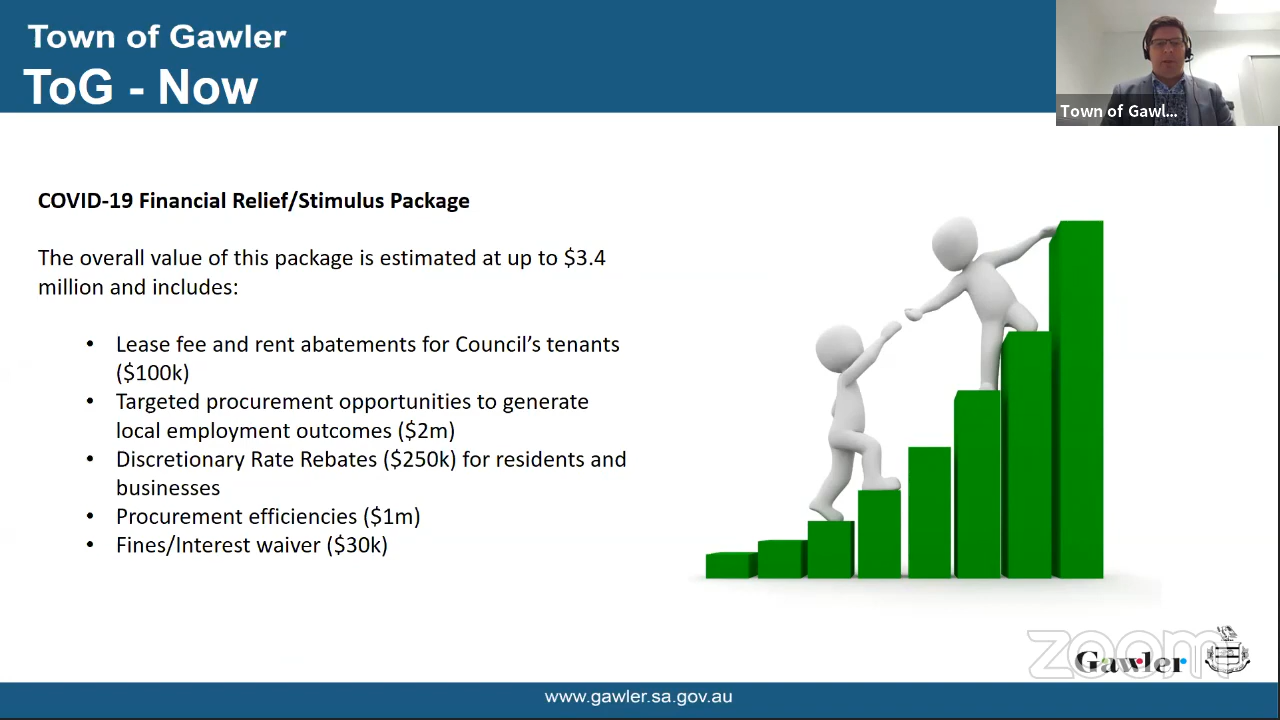 Town of Gawler
ToG - Now
Town of Gawl...
COVID-19 Financial Relief/Stimulus Package
The overall value of this package is estimated at up to $3.4
million and includes:
• Lease fee and rent abatements for Council’s tenants
($100k)
• Targeted procurement opportunities to generate
local employment outcomes ($2m)
• Discretionary Rate Rebates ($250k) for residents and
businesses
• Procurement efficiencies ($1m)
• Fines/Interest waiver ($30k)
zoom
Gawler
www.gawler.sa.gov.au